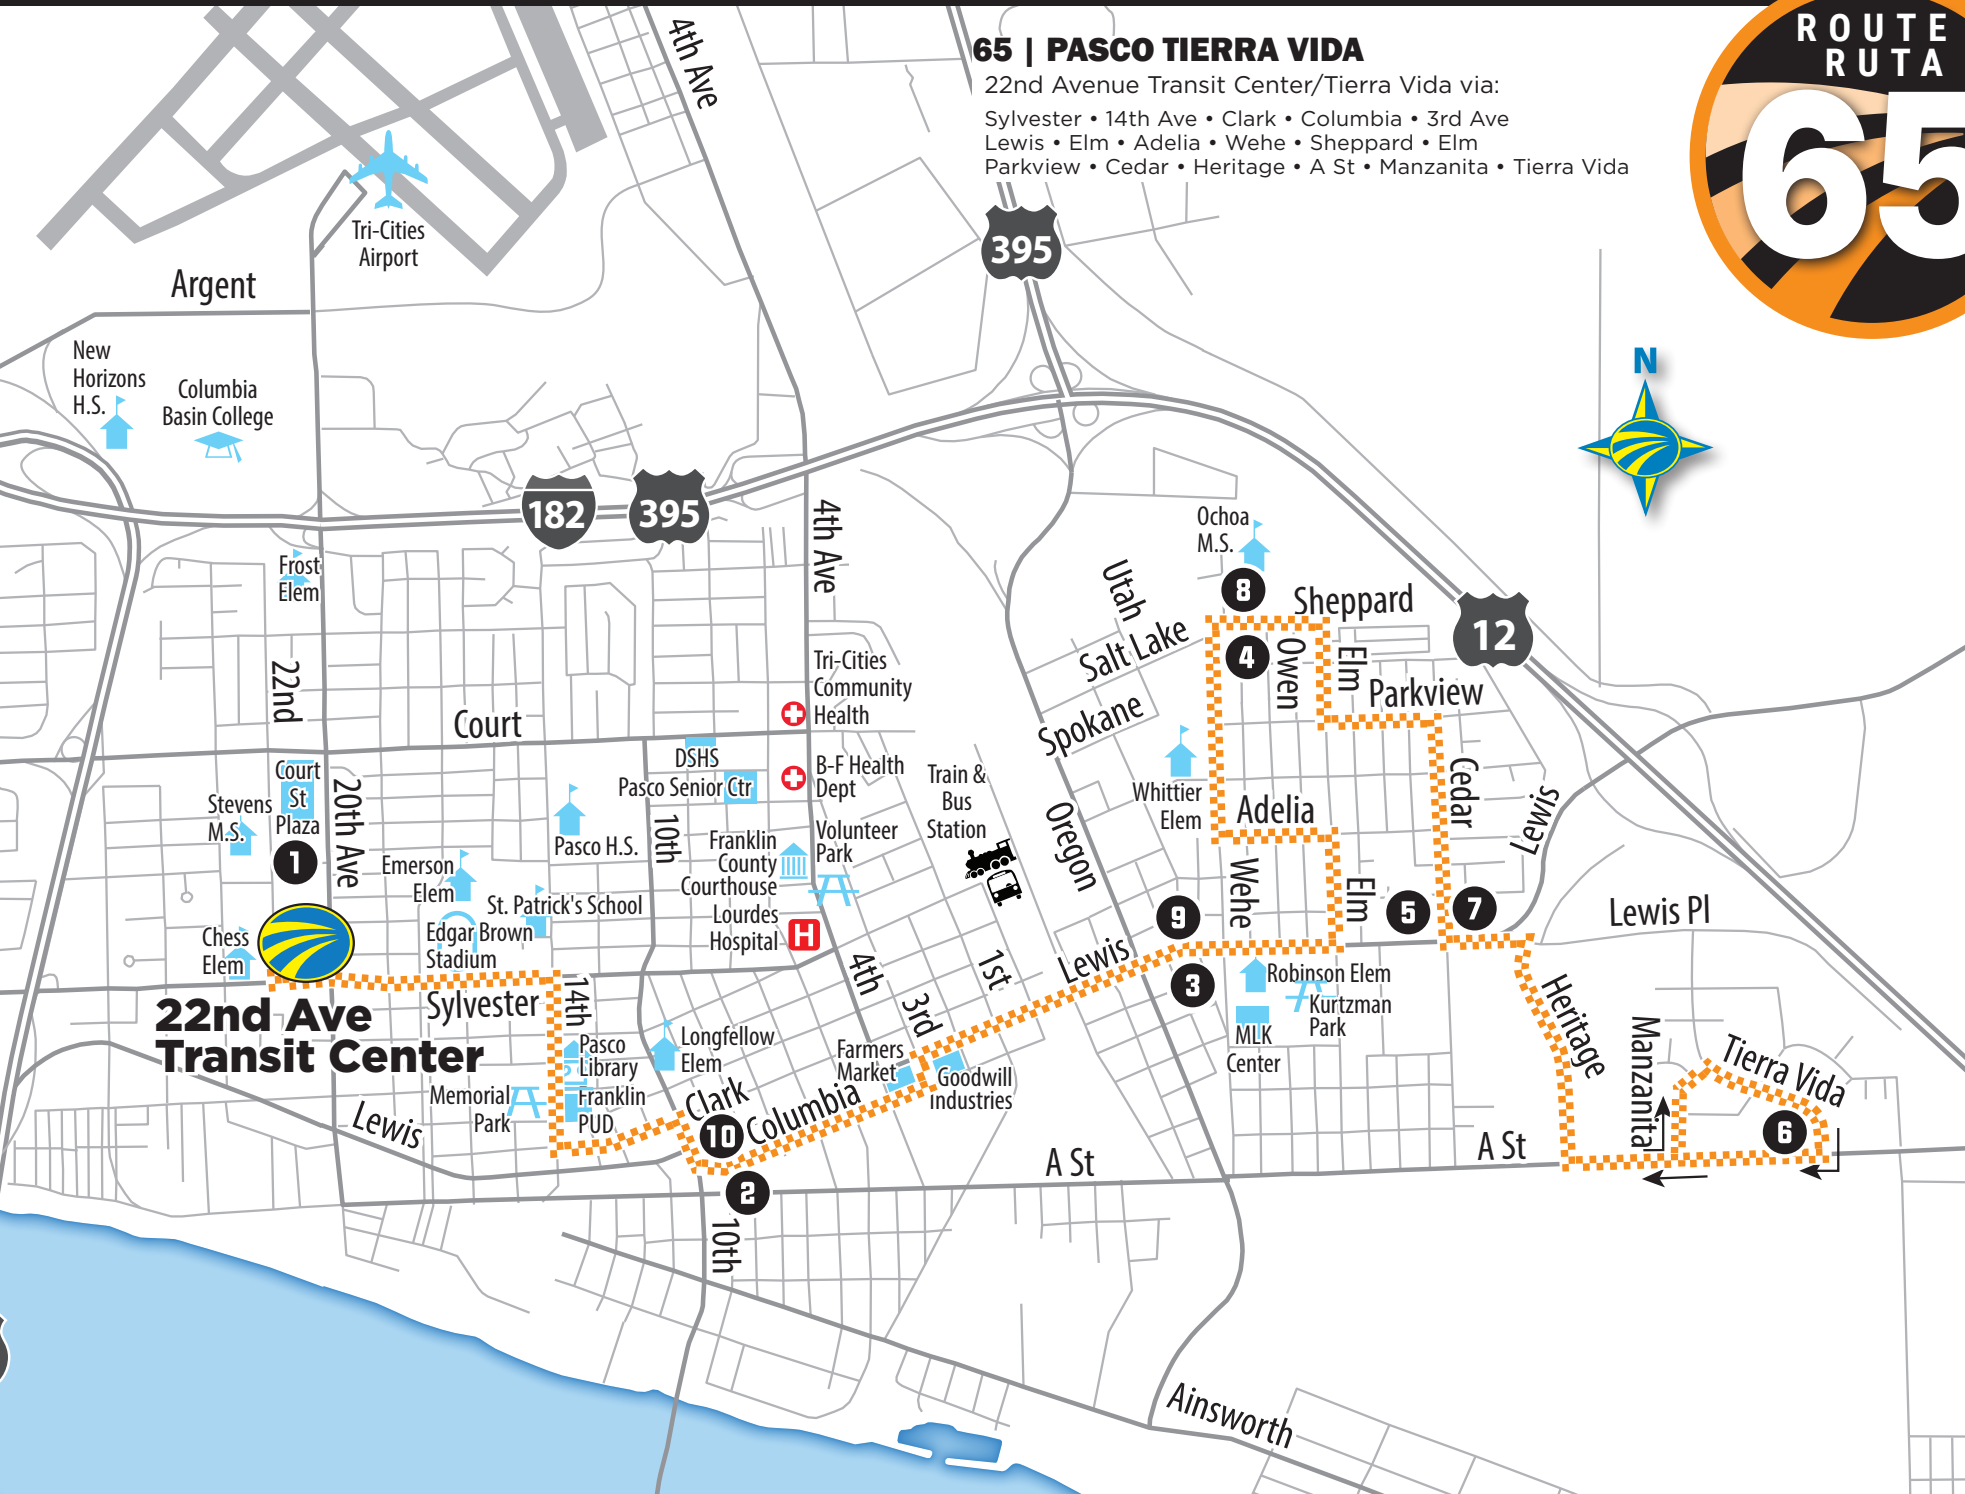 65 | PASCO TIERRA VIDA
22nd Avenue Transit Center/Tierra Vida via:
Sylvester • 14th Ave • Clark • Columbia • 3rd Ave
Lewis • Elm • Adelia • Wehe • Sheppard • Elm
Parkview • Cedar • Heritage • A St • Manzanita • Tierra Vida
ROUTE
RUTA
65
4th Ave
395
Tri-Cities
Airport
Argent
N
New
Horizons
H.S.
Columbia
Basin College
182
395
4th Ave
Ochoa
M.S.
8
Frost
Elem
Utah
Sheppard
12
Salt Lake
4
Owen
Elm
22nd
Tri-Cities
Community
Health
Parkview
Court
Spokane
DSHS
Pasco Senior Ctr
B-F Health
Dept
Court
St
Plaza
Stevens
M.S.
1
20th Ave
Train &
Bus
Station
Whittier
Elem
Adelia
Cedar
Lewis
Oregon
Pasco H.S.
10th
Franklin
County
Courthouse
Volunteer
Park
Emerson
Elem
St. Patrick's School
Lourdes
Hospital
H
Wehe
Elm
5
7
9
Lewis Pl
Chess
Elem
Edgar Brown
Stadium
4th
1st
Lewis
3
Robinson Elem
Kurtzman
Park
MLK
Center
Heritage
22nd Ave
Transit Center
Sylvester
14th
3rd
Pasco
Library
Longfellow
Elem
Farmers
Market
Goodwill
Industries
Manzanita
Tierra Vida
Memorial
Park
Franklin
PUD
Lewis
Clark
Columbia
10
6
A St
A St
2
10th
Ainsworth